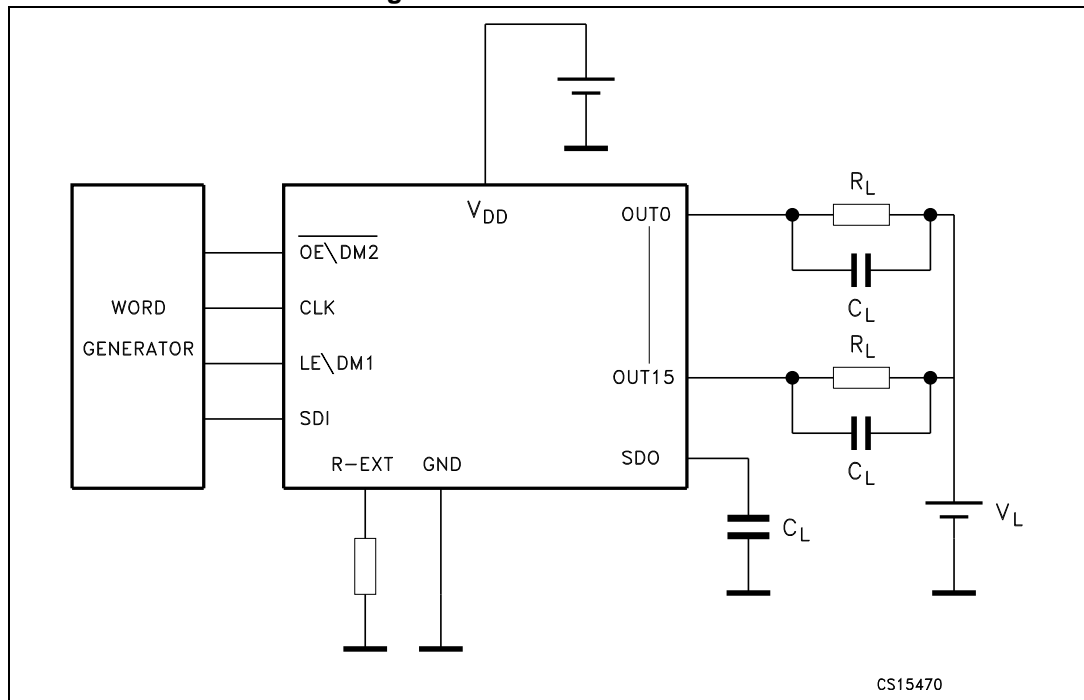 V_DD
OUT0
R_L
OE\DM2
WORD
GENERATOR
CLK
C_L
LE\DM1
R_L
OUT15
SDI
SDO
C_L
R-EXT
GND
C_L
V_L
CS15470